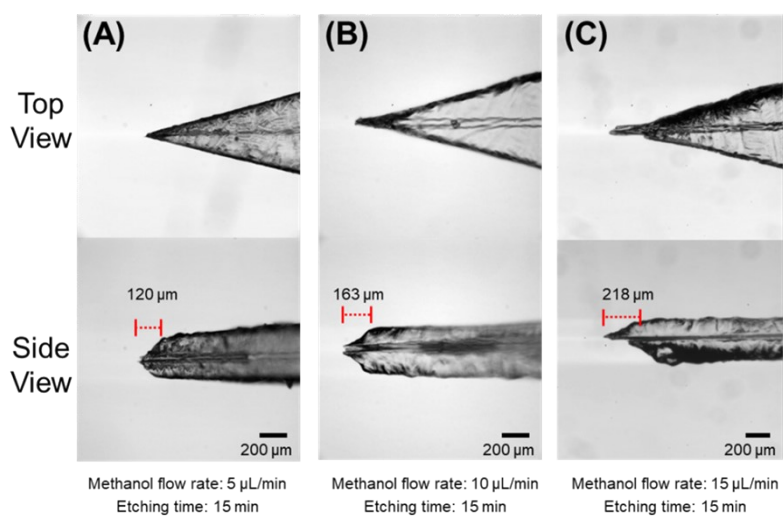 (A)
(B)
(C)
Top
View
120 µm
163 µm
218 µm
Side
View
200 µm
200 µm
200 µm
Methanol flow rate: 5 µL/min
Etching time: 15 min
Methanol flow rate: 10 µL/min
Etching time: 15 min
Methanol flow rate: 15 µL/min
Etching time: 15 min